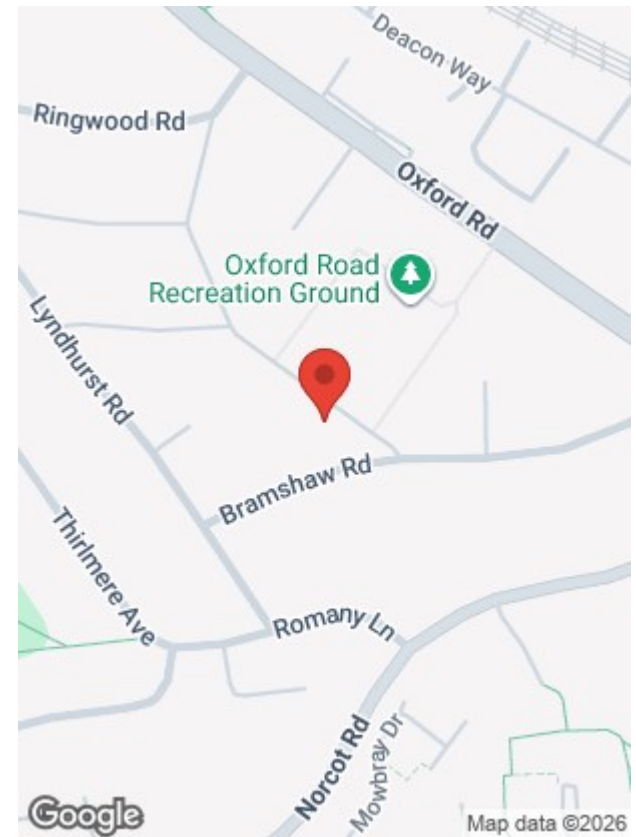 Deacon Way
Ringwood Rd
Oxford Rd
Oxford Road
Recreation Ground
Lyndhurst Rd
Bramshaw Rd
Thirlmere Ave
Romany Ln
Norcot Rd
Mowbray Dr
Google
Map data ©2026